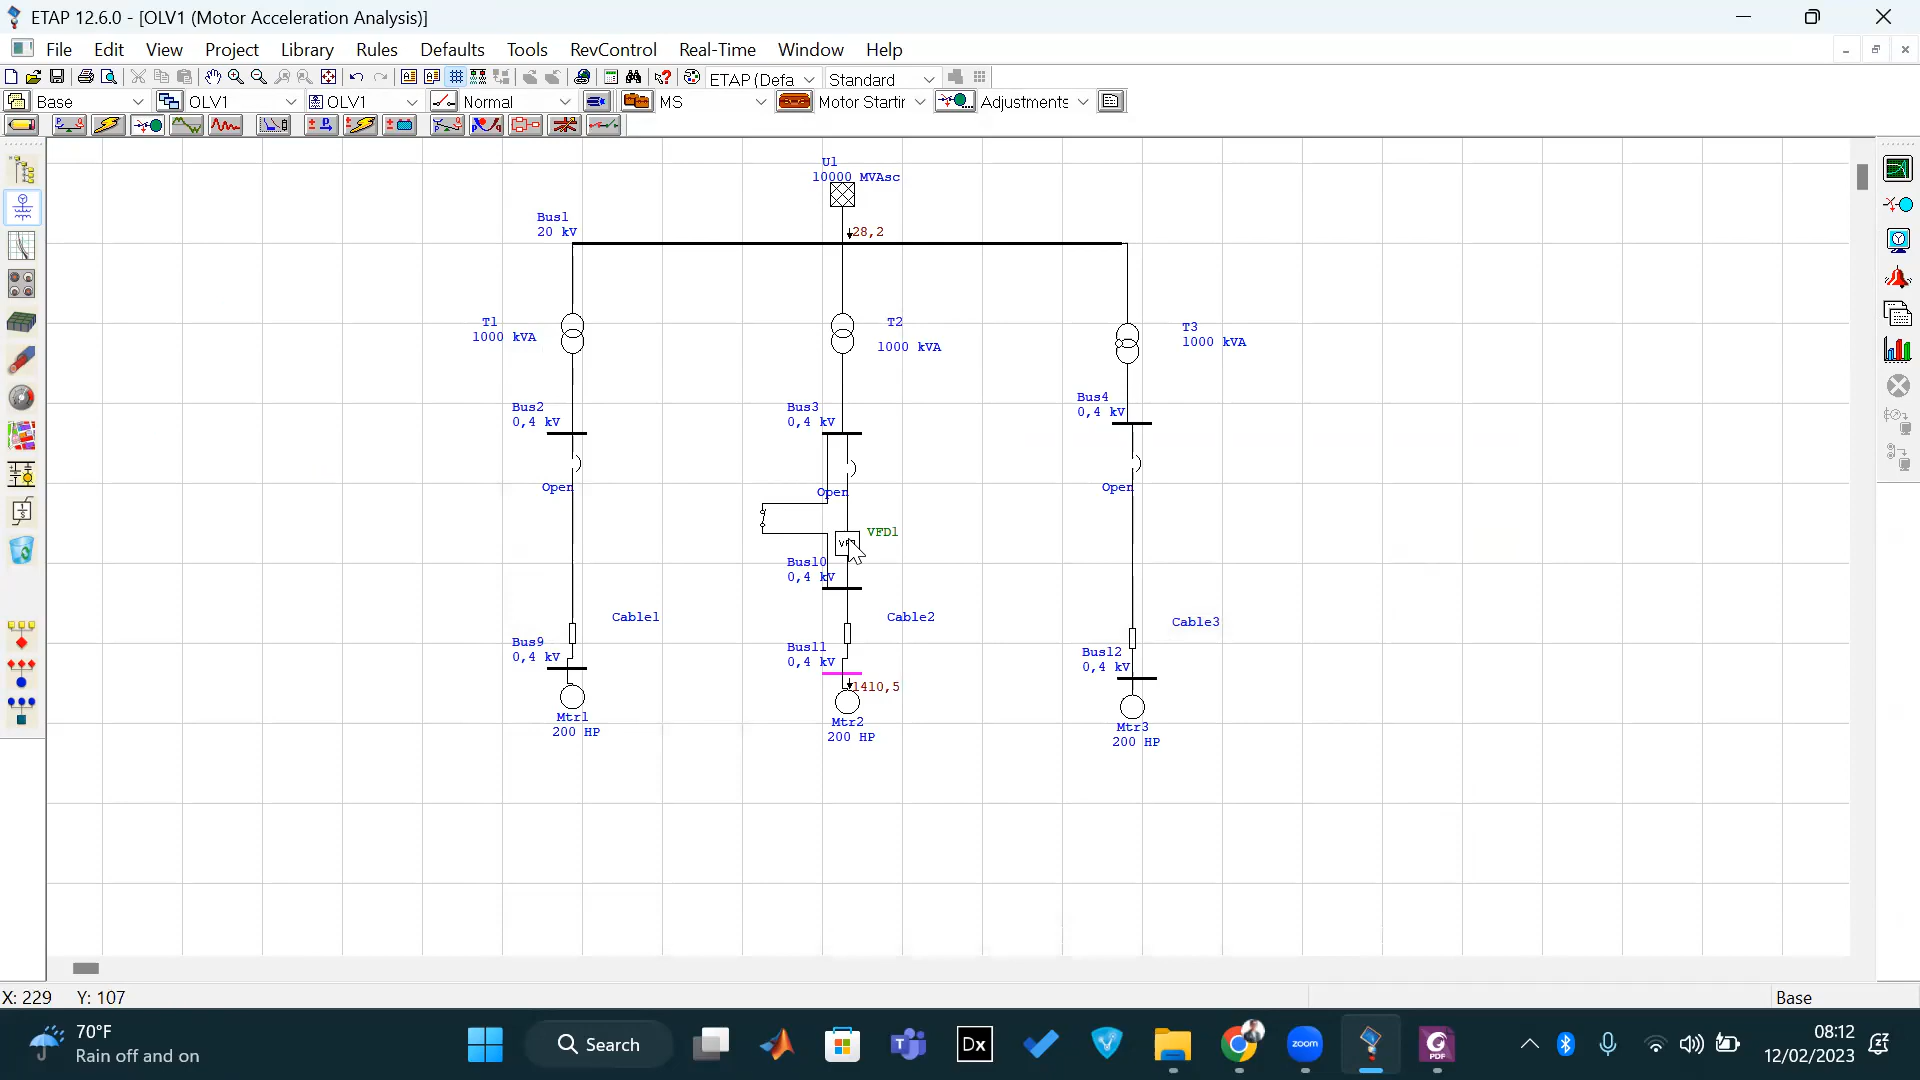 ETAP 12.6.0 - [OLV1 (Motor Acceleration Analysis)]
File Edit View Project Library Rules Defaults Tools RevControl Real-Time Window Help
ETAP (Defa Standard
Base OLV1 OLV1 Normal MS Motor Startir Adjustments
U1
10000 MVAsc
Bus1
20 kV
28,2
T1
1000 kVA
T2
1000 kVA
T3
1000 kVA
Bus2
0,4 kV
Bus3
0,4 kV
Bus4
0,4 kV
Open
Open
Open
VFD1
Bus10
0,4 kV
Cable1
Cable2
Cable3
Bus9
0,4 kV
Bus11
0,4 kV
Bus12
0,4 kV
1410,5
Mtr1
200 HP
Mtr2
200 HP
Mtr3
200 HP
X: 229 Y: 107
Base
70°F
Rain off and on
Search
Dx
zoom
PDF
08:12
12/02/2023